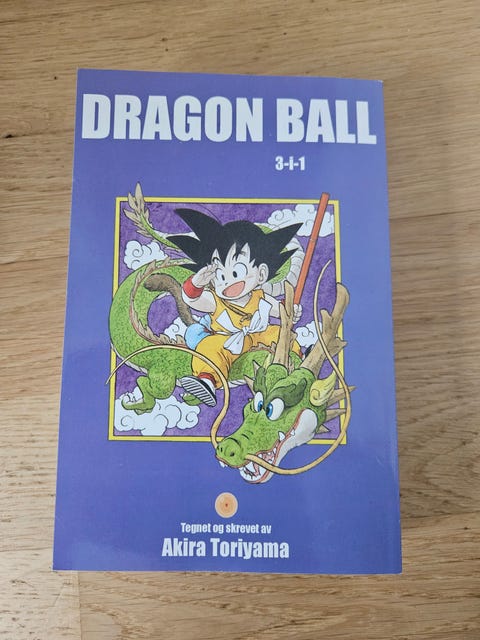 DRAGON BALL
3-i-1
Tegnet og skrevet av
Akira Toriyama